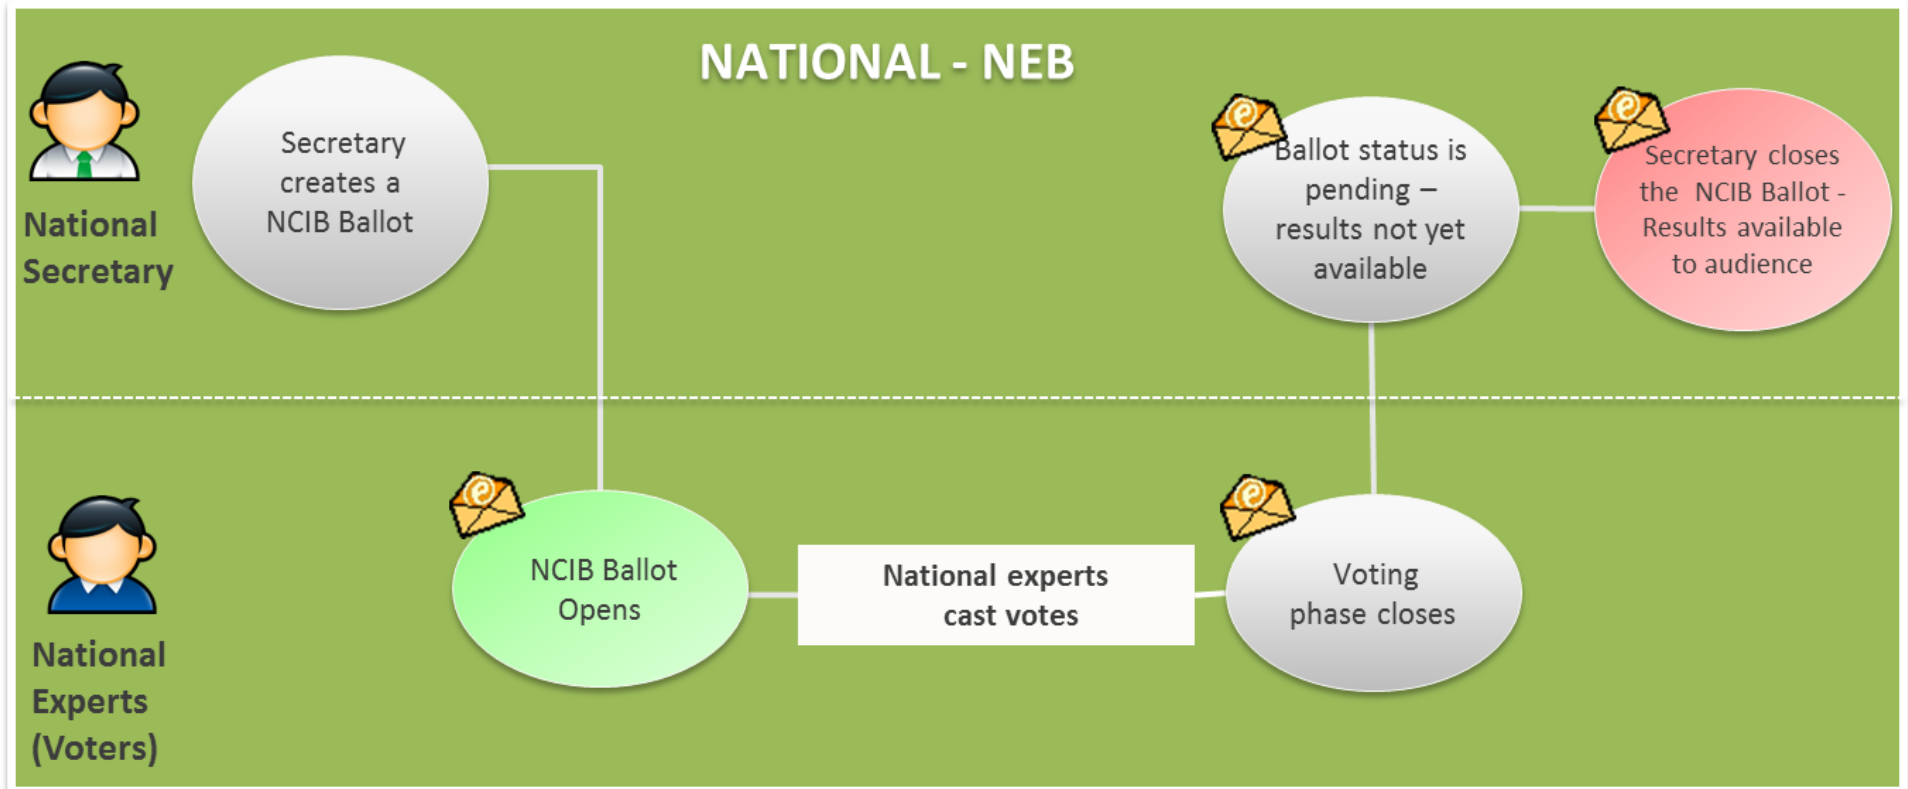 NATIONAL - NEB
National
Secretary
Secretary
creates a
NCIB Ballot
Ballot status is
pending –
results not yet
available
Secretary closes
the NCIB Ballot -
Results available
to audience
National
Experts
(Voters)
NCIB Ballot
Opens
National experts
cast votes
Voting
phase closes